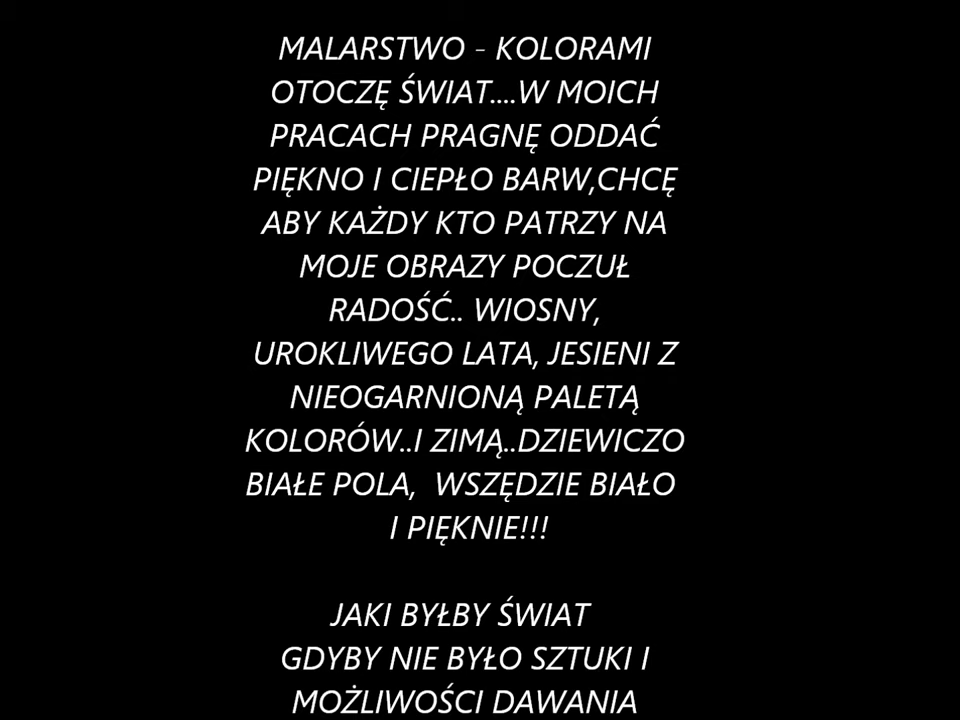 MALARSTWO - KOLORAMI
OTOCZĘ ŚWIAT....W MOICH
PRACACH PRAGNĘ ODDAĆ
PIĘKNO I CIEPŁO BARW,CHCĘ
ABY KAŻDY KTO PATRZY NA
MOJE OBRAZY POCZUŁ
RADOŚĆ.. WIOSNY,
UROKLIWEGO LATA, JESIENI Z
NIEOGARNIONĄ PALETĄ
KOLORÓW..I ZIMĄ..DZIEWICZO
BIAŁE POLA,  WSZĘDZIE BIAŁO
I PIĘKNIE!!!
JAKI BYŁBY ŚWIAT
GDYBY NIE BYŁO SZTUKI I
MOŻLIWOŚCI DAWANIA